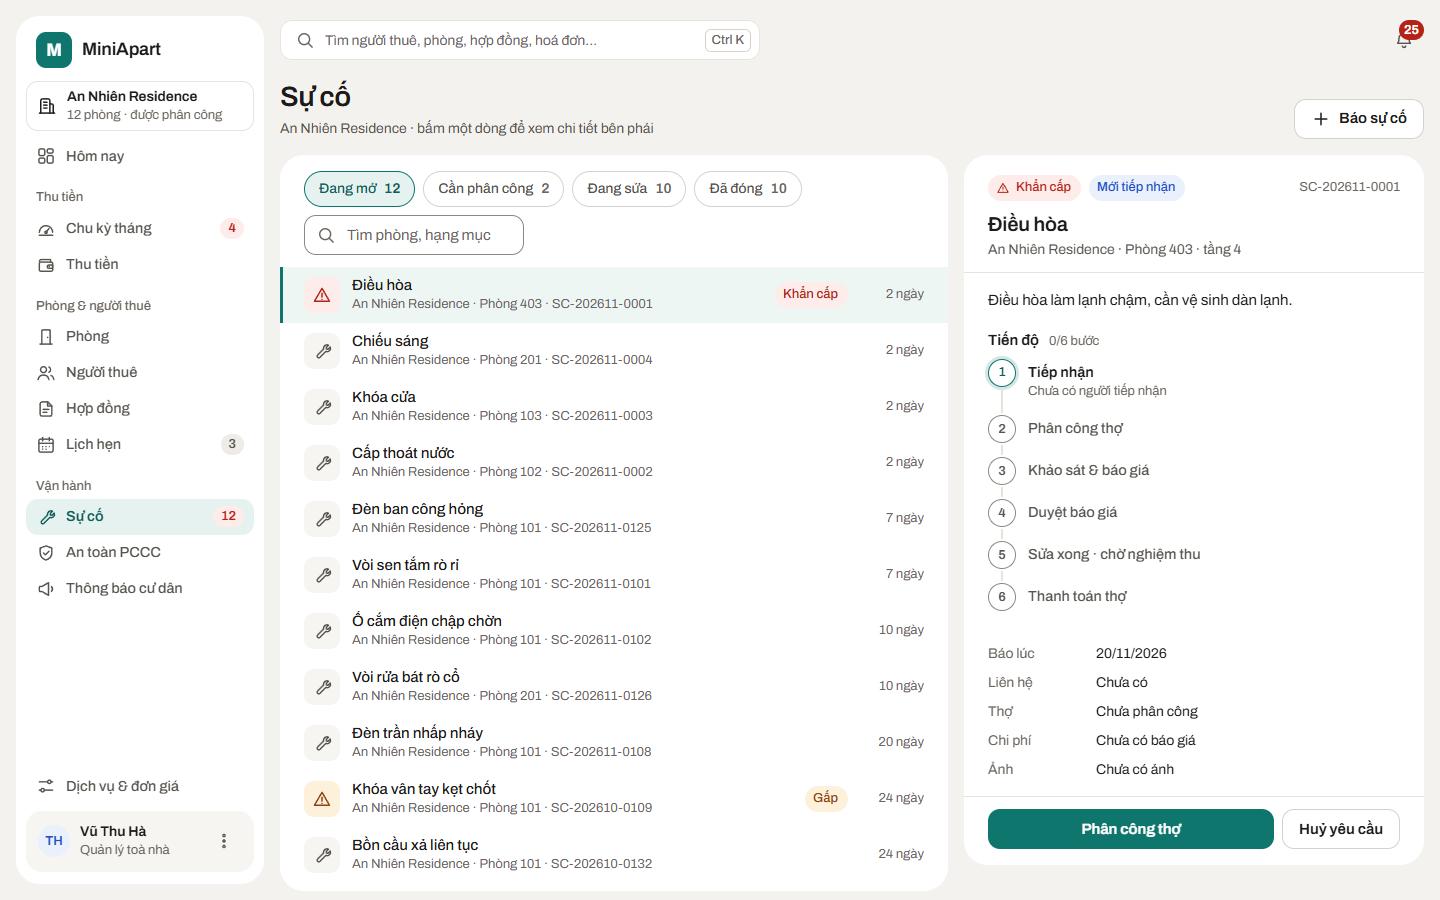 M MiniApart
An Nhiên Residence
12 phòng · được phân công
Hôm nay
Thu tiền
Chu kỳ tháng 4
Thu tiền
Phòng & người thuê
Phòng
Người thuê
Hợp đồng
Lịch hẹn 3
Vận hành
Sự cố 12
An toàn PCCC
Thông báo cư dân
Dịch vụ & đơn giá
TH
Vũ Thu Hà
Quản lý toà nhà
Tìm người thuê, phòng, hợp đồng, hoá đơn... Ctrl K
25
Sự cố
An Nhiên Residence · bấm một dòng để xem chi tiết bên phải
Báo sự cố
Đang mở 12 Cần phân công 2 Đang sửa 10 Đã đóng 10
Tìm phòng, hạng mục
Điều hòa
An Nhiên Residence · Phòng 403 · SC-202611-0001
Khẩn cấp 2 ngày
Chiếu sáng
An Nhiên Residence · Phòng 201 · SC-202611-0004
2 ngày
Khóa cửa
An Nhiên Residence · Phòng 103 · SC-202611-0003
2 ngày
Cấp thoát nước
An Nhiên Residence · Phòng 102 · SC-202611-0002
2 ngày
Đèn ban công hỏng
An Nhiên Residence · Phòng 101 · SC-202611-0125
7 ngày
Vòi sen tắm rò rỉ
An Nhiên Residence · Phòng 101 · SC-202611-0101
7 ngày
Ổ cắm điện chập chờn
An Nhiên Residence · Phòng 101 · SC-202611-0102
10 ngày
Vòi rửa bát rò cổ
An Nhiên Residence · Phòng 201 · SC-202611-0126
10 ngày
Đèn trần nhấp nháy
An Nhiên Residence · Phòng 101 · SC-202611-0108
20 ngày
Khóa vân tay kẹt chốt
An Nhiên Residence · Phòng 101 · SC-202610-0109
Gấp 24 ngày
Bồn cầu xả liên tục
An Nhiên Residence · Phòng 101 · SC-202610-0132
24 ngày
Khẩn cấp Mới tiếp nhận SC-202611-0001
Điều hòa
An Nhiên Residence · Phòng 403 · tầng 4
Điều hòa làm lạnh chậm, cần vệ sinh dàn lạnh.
Tiến độ 0/6 bước
1 Tiếp nhận
Chưa có người tiếp nhận
2 Phân công thợ
3 Khảo sát & báo giá
4 Duyệt báo giá
5 Sửa xong · chờ nghiệm thu
6 Thanh toán thợ
Báo lúc 20/11/2026
Liên hệ Chưa có
Thợ Chưa phân công
Chi phí Chưa có báo giá
Ảnh Chưa có ảnh
Phân công thợ Huỷ yêu cầu